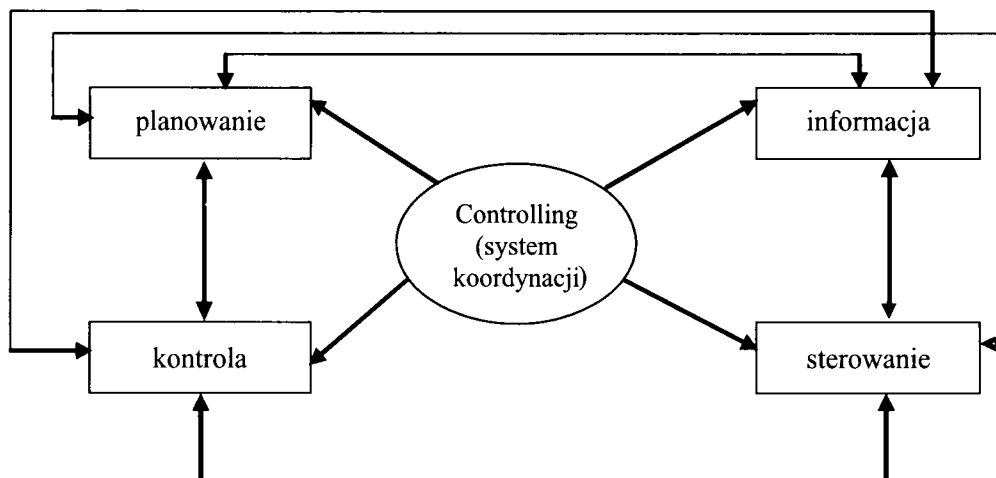 planowanie
informacja
Controlling
(system
koordynacji)
kontrola
sterowanie